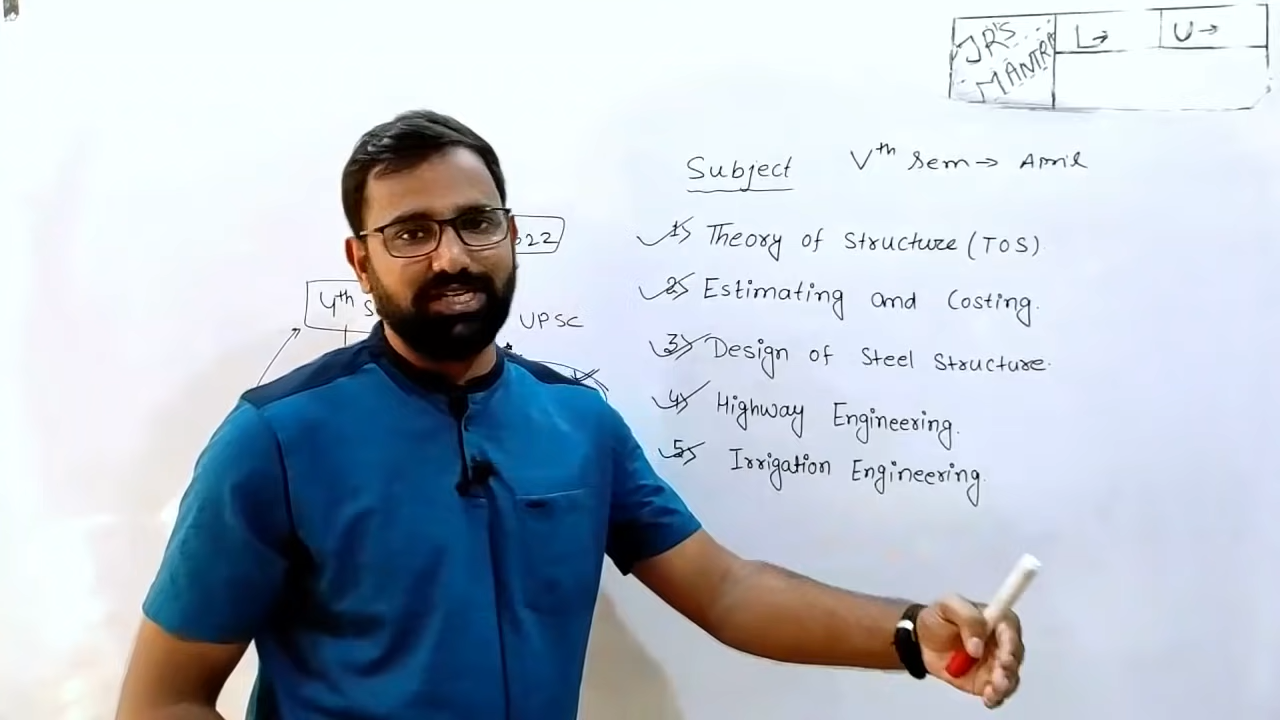 JR'S
MANTRA
L→
U→
Subject Vth Sem → April
1) Theory of Structure (TOS)
2) Estimating and Costing.
3) Design of Steel Structure.
4) Highway Engineering.
5) Irrigation Engineering.
22
4th S
UPSC